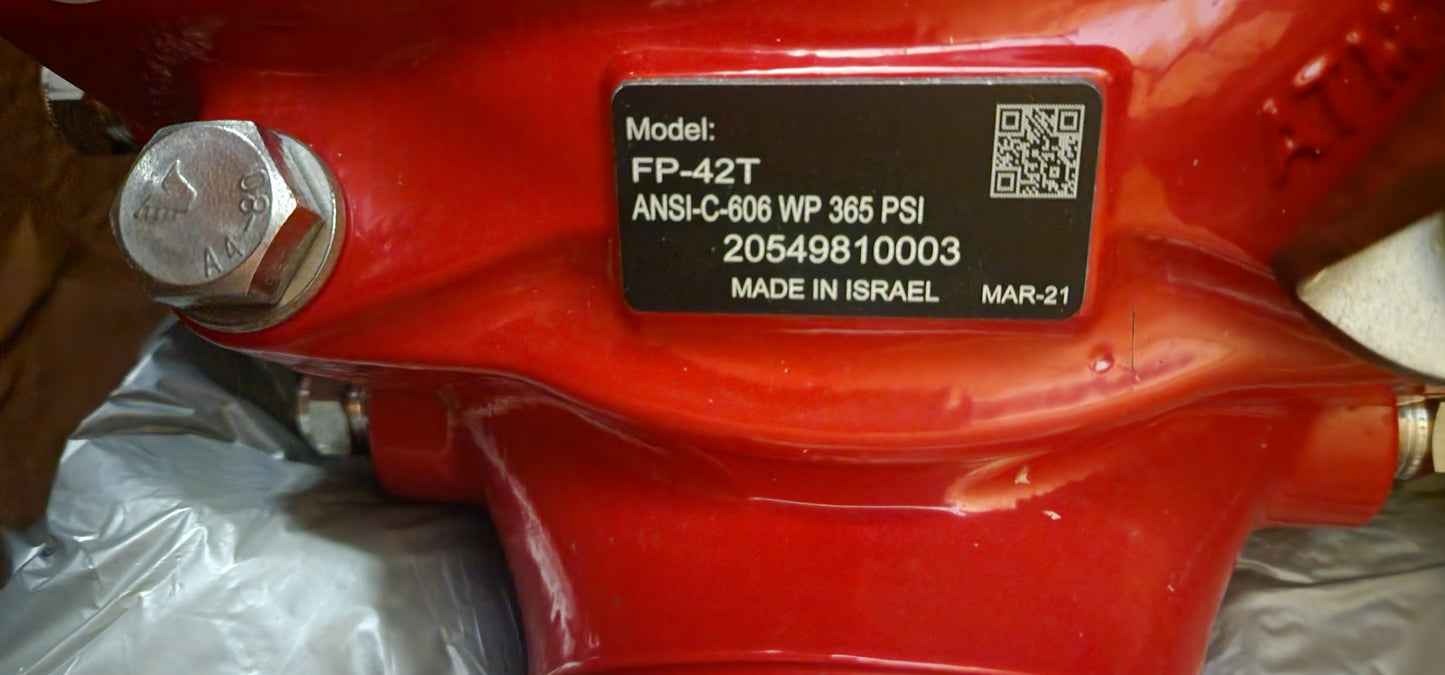 Model:
FP-42T
ANSI-C-606 WP 365 PSI
20549810003
MADE IN ISRAEL MAR-21
A4-80